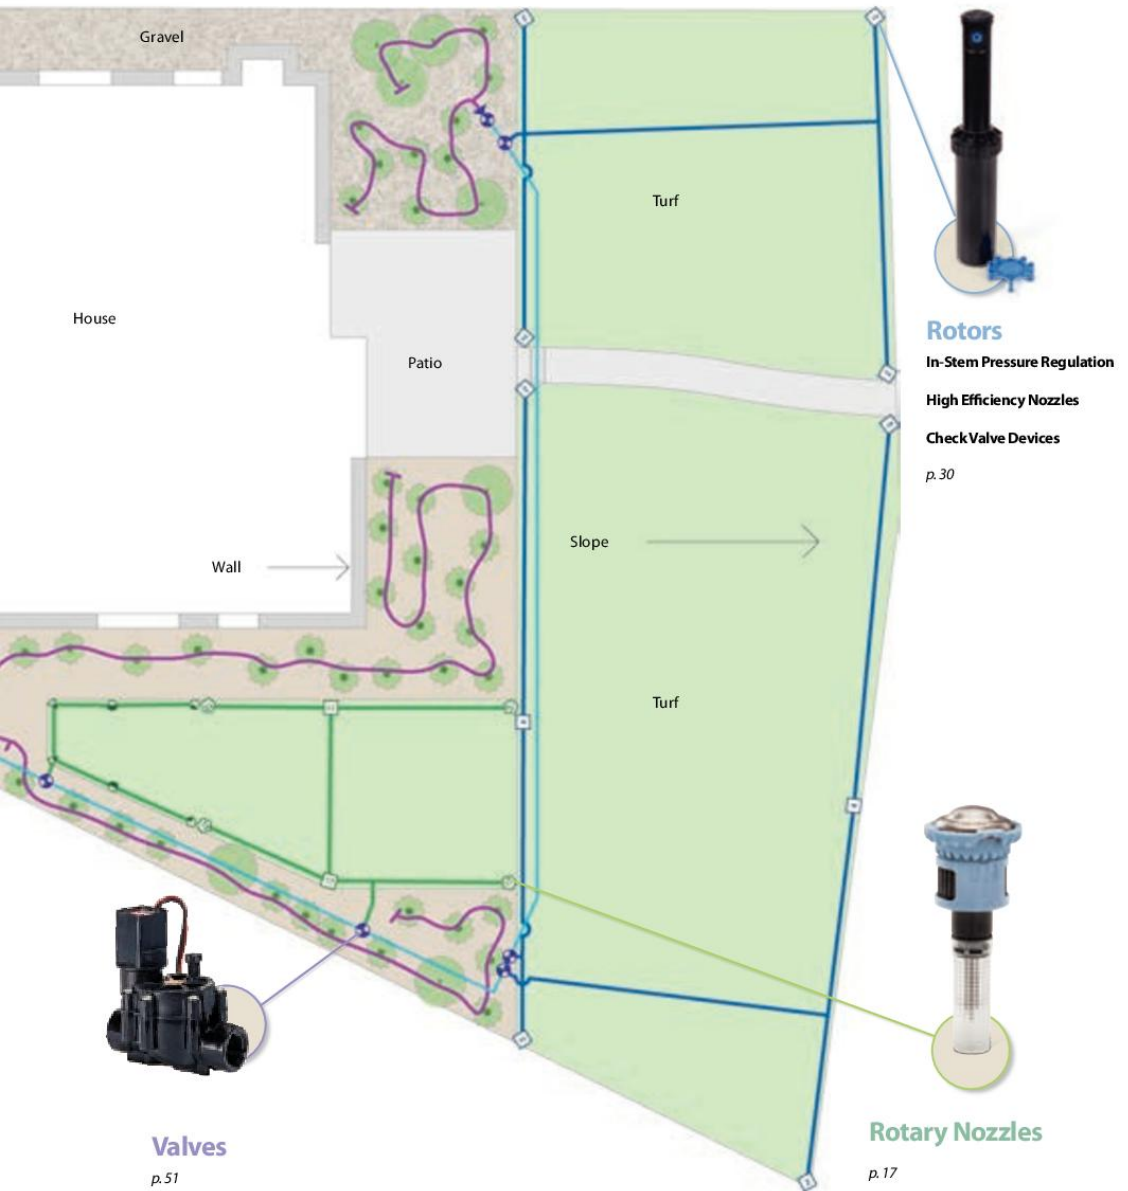 Gravel
Turf
House
Patio
Rotors
In-Stem Pressure Regulation
High Efficiency Nozzles
Check Valve Devices
p. 30
Slope
Wall
Turf
Valves
p. 51
Rotary Nozzles
p. 17